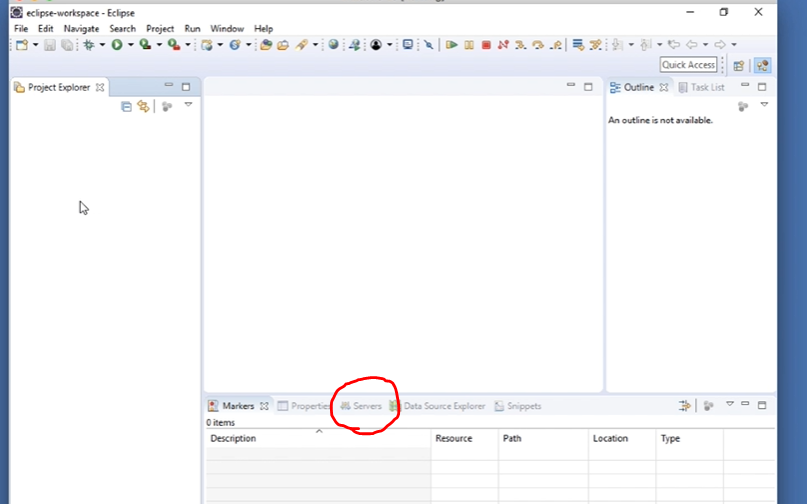 eclipse-workspace - Eclipse
File Edit Navigate Search Project Run Window Help
Quick Access
Project Explorer
Outline Task List
An outline is not available.
Markers Properties Servers Data Source Explorer Snippets
0 items
Description Resource Path Location Type